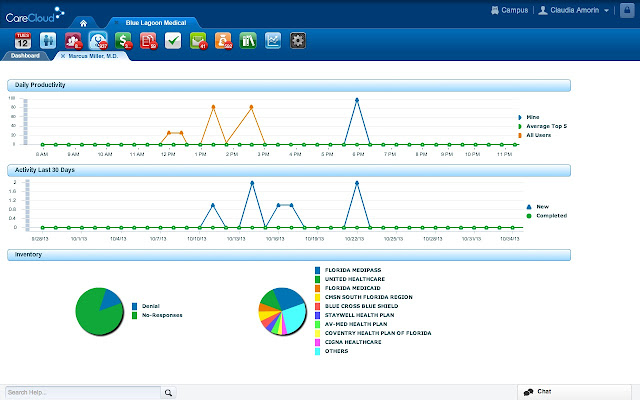 CareCloud
Blue Lagoon Medical
Campus
Claudia Amorin
TUES
12
Dashboard
Marcus Miller, M.D.
Daily Productivity
100
80
60
40
20
0
8 AM 9 AM 10 AM 11 AM 12 PM 1 PM 2 PM 3 PM 4 PM 5 PM 6 PM 7 PM 8 PM 9 PM 10 PM 11 PM
Mine
Average Top 5
All Users
Activity Last 30 Days
2
1.6
1.2
0.8
0.4
0
9/28/13 10/1/13 10/4/13 10/7/13 10/10/13 10/13/13 10/16/13 10/19/13 10/22/13 10/25/13 10/28/13 10/31/13 10/34/13
New
Completed
Inventory
Denial
No-Responses
FLORIDA MEDIPASS
UNITED HEALTHCARE
FLORIDA MEDICAID
CMSN SOUTH FLORIDA REGION
BLUE CROSS BLUE SHIELD
STAYWELL HEALTH PLAN
AV-MED HEALTH PLAN
COVENTRY HEALTH PLAN OF FLORIDA
CIGNA HEALTHCARE
OTHERS
Search Help...
Chat